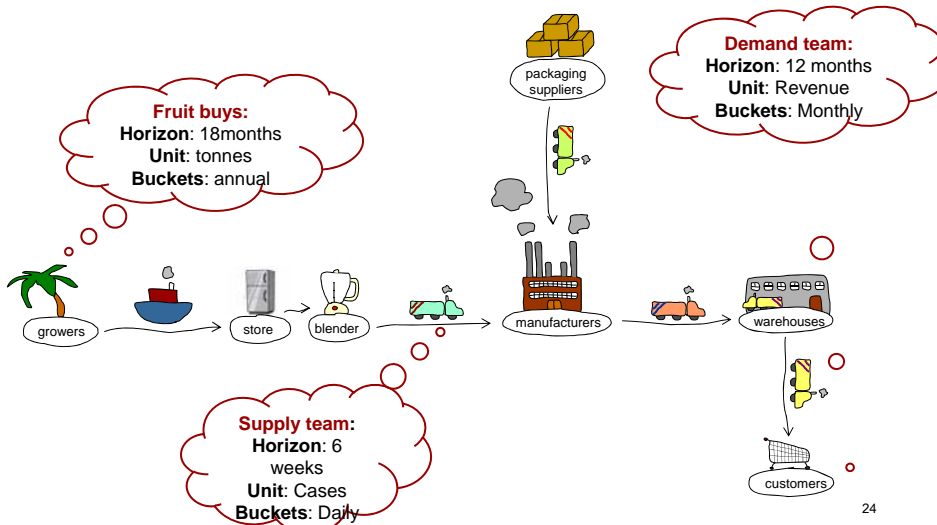 packaging
suppliers
Demand team:
Horizon: 12 months
Unit: Revenue
Buckets: Monthly
Fruit buys:
Horizon: 18months
Unit: tonnes
Buckets: annual
growers
store
blender
manufacturers
warehouses
Supply team:
Horizon: 6
weeks
Unit: Cases
Buckets: Daily
customers
24